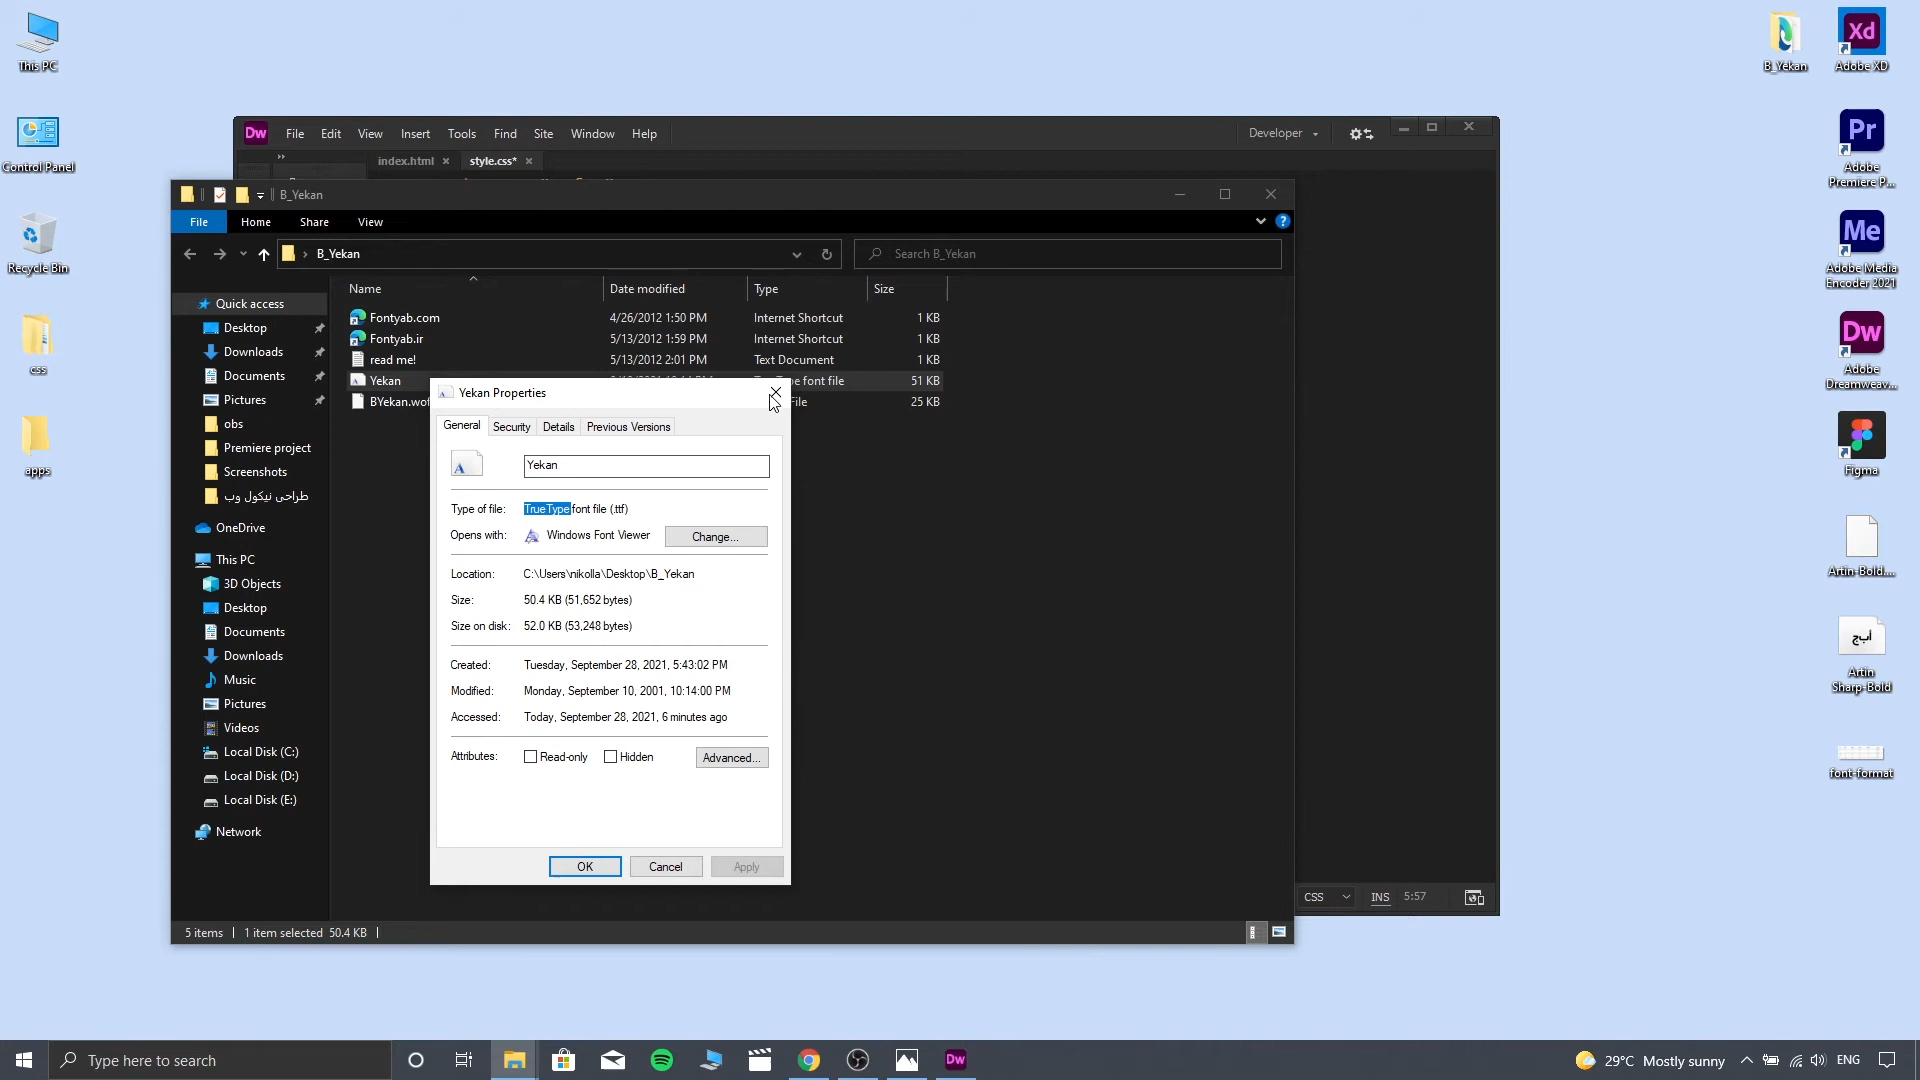 This PC
Control Panel
Recycle Bin
css
apps
B_Yekan
Adobe XD
Adobe
Premiere P...
Adobe Media
Encoder 2021
Adobe
Dreamweav...
Figma
Artin-Bold....
أبج
Artin
Sharp-Bold
font-format
Xd
Pr
Me
Dw
Dw File Edit View Insert Tools Find Site Window Help Developer
index.html style.css*
B_Yekan
File Home Share View
B_Yekan Search B_Yekan
Name Date modified Type Size
Fontyab.com 4/26/2012 1:50 PM Internet Shortcut 1 KB
Fontyab.ir 5/13/2012 1:59 PM Internet Shortcut 1 KB
read me! 5/13/2012 2:01 PM Text Document 1 KB
Yekan pe font file 51 KB
BYekan.wof File 25 KB
Quick access
Desktop
Downloads
Documents
Pictures
obs
Premiere project
Screenshots
طراحی نیکول وب
OneDrive
This PC
3D Objects
Desktop
Documents
Downloads
Music
Pictures
Videos
Local Disk (C:)
Local Disk (D:)
Local Disk (E:)
Network
Yekan Properties
General Security Details Previous Versions
Yekan
Type of file: TrueType font file (.ttf)
Opens with: Windows Font Viewer Change...
Location: C:\Users\nikolla\Desktop\B_Yekan
Size: 50.4 KB (51,652 bytes)
Size on disk: 52.0 KB (53,248 bytes)
Created: Tuesday, September 28, 2021, 5:43:02 PM
Modified: Monday, September 10, 2001, 10:14:00 PM
Accessed: Today, September 28, 2021, 6 minutes ago
Attributes: Read-only Hidden Advanced...
OK Cancel Apply
CSS INS 5:57
5 items 1 item selected 50.4 KB
Type here to search
Dw
29°C Mostly sunny ENG